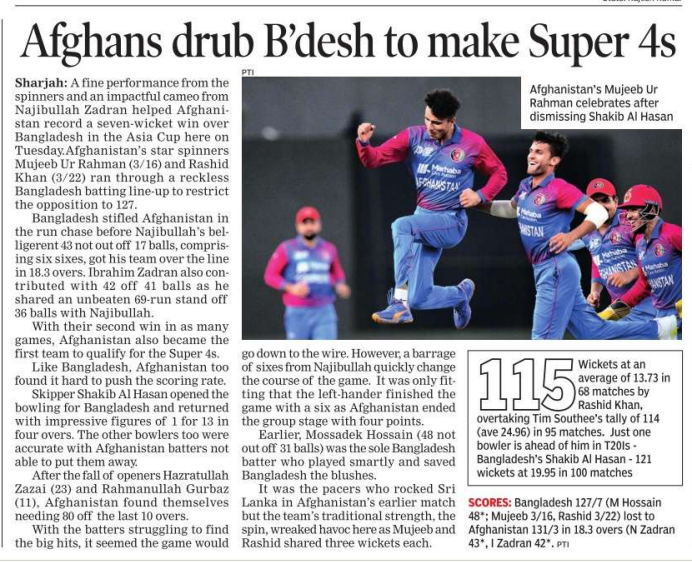 Afghans drub B'desh to make Super 4s
Sharjah: A fine performance from the
spinners and an impactful cameo from
Najibullah Zadran helped Afghani-
stan record a seven-wicket win over
Bangladesh in the Asia Cup here on
Tuesday.Afghanistan's star spinners
Mujeeb Ur Rahman (3/16) and Rashid
Khan (3/22) ran through a reckless
Bangladesh batting line-up to restrict
the opposition to 127.
Bangladesh stifled Afghanistan in
the run chase before Najibullah's bel-
ligerent 43 not out off 17 balls, compris-
ing six sixes, got his team over the line
in 18.3 overs. Ibrahim Zadran also con-
tributed with 42 off 41 balls as he
shared an unbeaten 69-run stand off
36 balls with Najibullah.
With their second win in as many
games, Afghanistan also became the
first team to qualify for the Super 4s.
Like Bangladesh, Afghanistan too
found it hard to push the scoring rate.
Skipper Shakib Al Hasan opened the
bowling for Bangladesh and returned
with impressive figures of 1 for 13 in
four overs. The other bowlers too were
accurate with Afghanistan batters not
able to put them away.
After the fall of openers Hazratullah
Zazai (23) and Rahmanullah Gurbaz
(11), Afghanistan found themselves
needing 80 off the last 10 overs.
With the batters struggling to find
the big hits, it seemed the game would
PTI
Afghanistan's Mujeeb Ur
Rahman celebrates after
dismissing Shakib Al Hasan
Marhaba
AFGHANISTAN
Mahaba
go down to the wire. However, a barrage
of sixes from Najibullah quickly change
the course of the game. It was only fit-
ting that the left-hander finished the
game with a six as Afghanistan ended
the group stage with four points.
Earlier, Mossadek Hossain (48 not
out off 31 balls) was the sole Bangladesh
batter who played smartly and saved
Bangladesh the blushes.
It was the pacers who rocked Sri
Lanka in Afghanistan's earlier match
but the team's traditional strength, the
spin, wreaked havoc here as Mujeeb and
Rashid shared three wickets each.
115 Wickets at an
average of 13.73 in
68 matches by
Rashid Khan,
overtaking Tim Southee's tally of 114
(ave 24.96) in 95 matches. Just one
bowler is ahead of him in T20Is -
Bangladesh's Shakib Al Hasan - 121
wickets at 19.95 in 100 matches
SCORES: Bangladesh 127/7 (M Hossain
48*; Mujeeb 3/16, Rashid 3/22) lost to
Afghanistan 131/3 in 18.3 overs (N Zadran
43*, I Zadran 42*. PTI